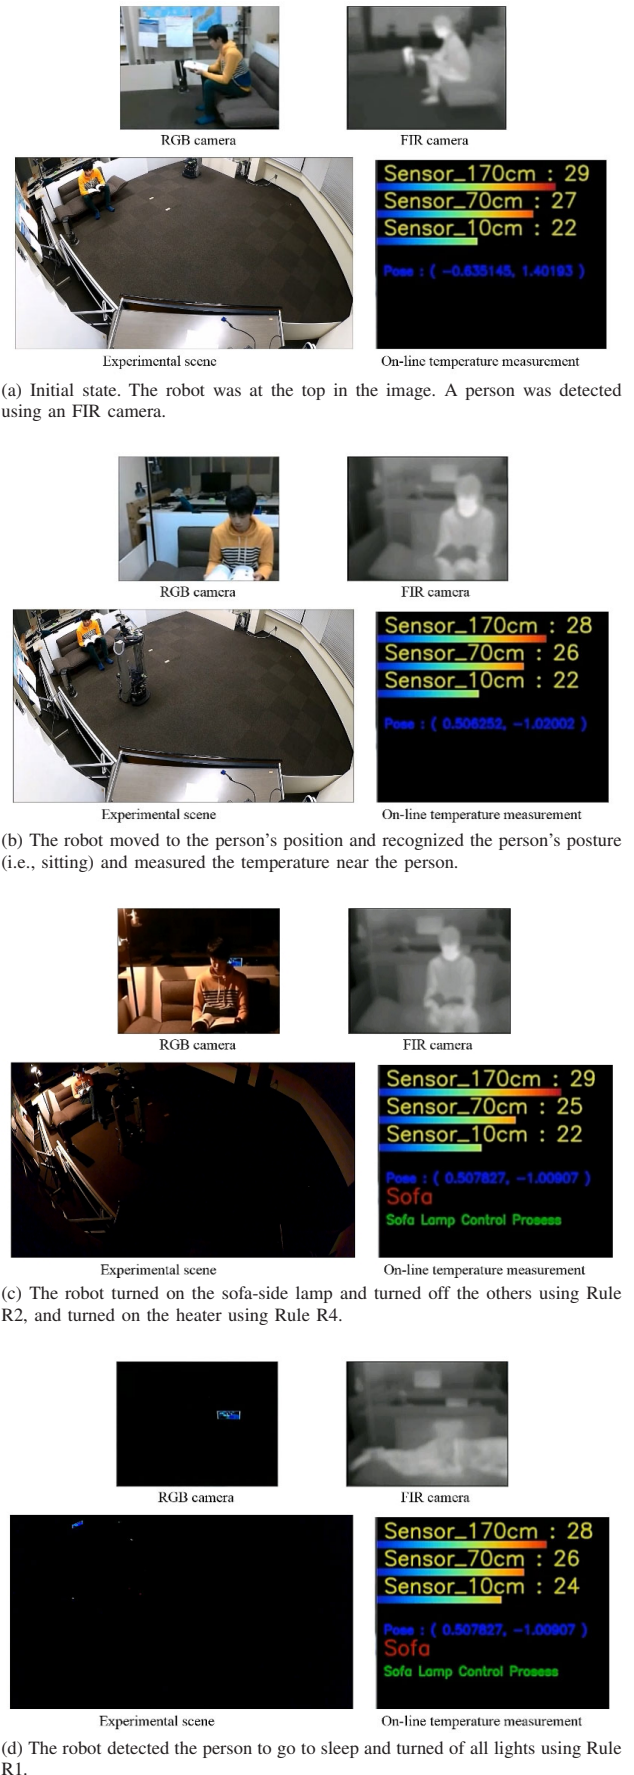 RGB camera
FIR camera
Sensor_170cm : 29
Sensor_70cm : 27
Sensor_10cm : 22
Pose : ( -0.635145, 1.40193 )
Experimental scene
On-line temperature measurement
(a) Initial state. The robot was at the top in the image. A person was detected
using an FIR camera.
RGB camera
FIR camera
Sensor_170cm : 28
Sensor_70cm : 26
Sensor_10cm : 22
Pose : ( 0.506252, -1.02002 )
Experimental scene
On-line temperature measurement
(b) The robot moved to the person's position and recognized the person's posture
(i.e., sitting) and measured the temperature near the person.
RGB camera
FIR camera
Sensor_170cm : 29
Sensor_70cm : 25
Sensor_10cm : 22
Pose : ( 0.507827, -1.00907 )
Sofa
Sofa Lamp Control Prosess
Experimental scene
On-line temperature measurement
(c) The robot turned on the sofa-side lamp and turned off the others using Rule
R2, and turned on the heater using Rule R4.
RGB camera
FIR camera
Sensor_170cm : 28
Sensor_70cm : 26
Sensor_10cm : 24
Pose : ( 0.507827, -1.00907 )
Sofa
Sofa Lamp Control Prosess
Experimental scene
On-line temperature measurement
(d) The robot detected the person to go to sleep and turned of all lights using Rule
R1.